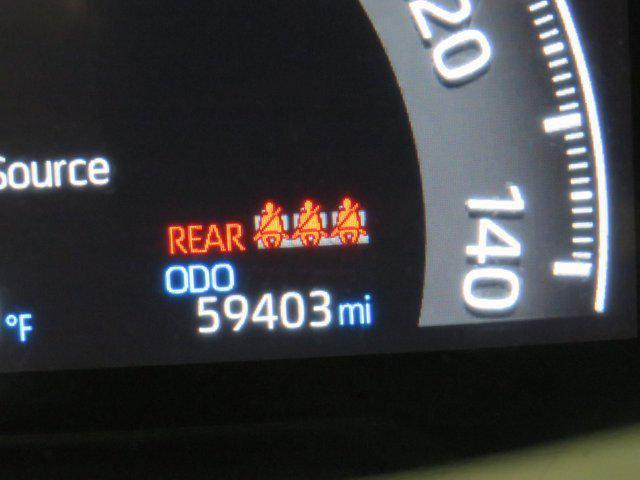 20
Source
140
REAR
ODO
59403 mi
°F